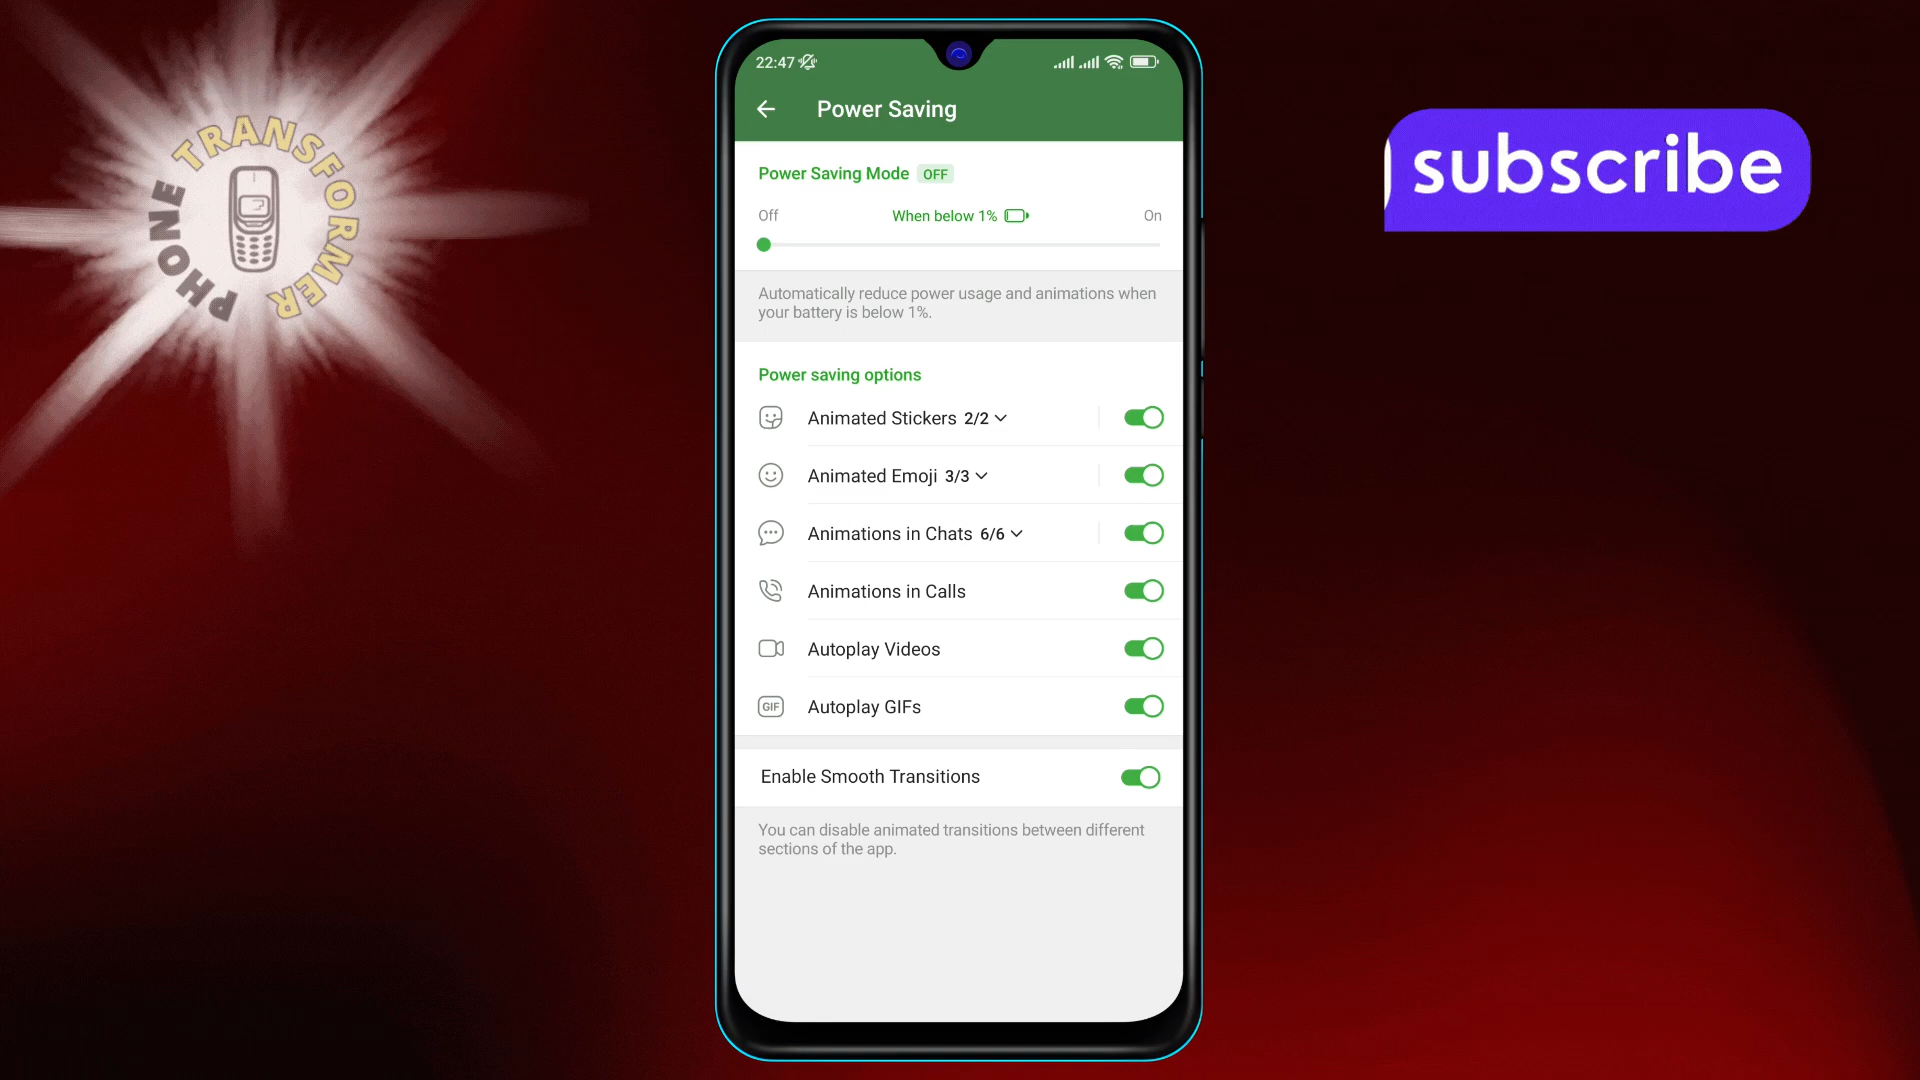 PHONE TRANSFORMER
22:47
Power Saving
Power Saving Mode OFF
Off When below 1% On
Automatically reduce power usage and animations when
your battery is below 1%.
Power saving options
Animated Stickers 2/2
Animated Emoji 3/3
Animations in Chats 6/6
Animations in Calls
Autoplay Videos
GIF Autoplay GIFs
Enable Smooth Transitions
You can disable animated transitions between different
sections of the app.
subscribe